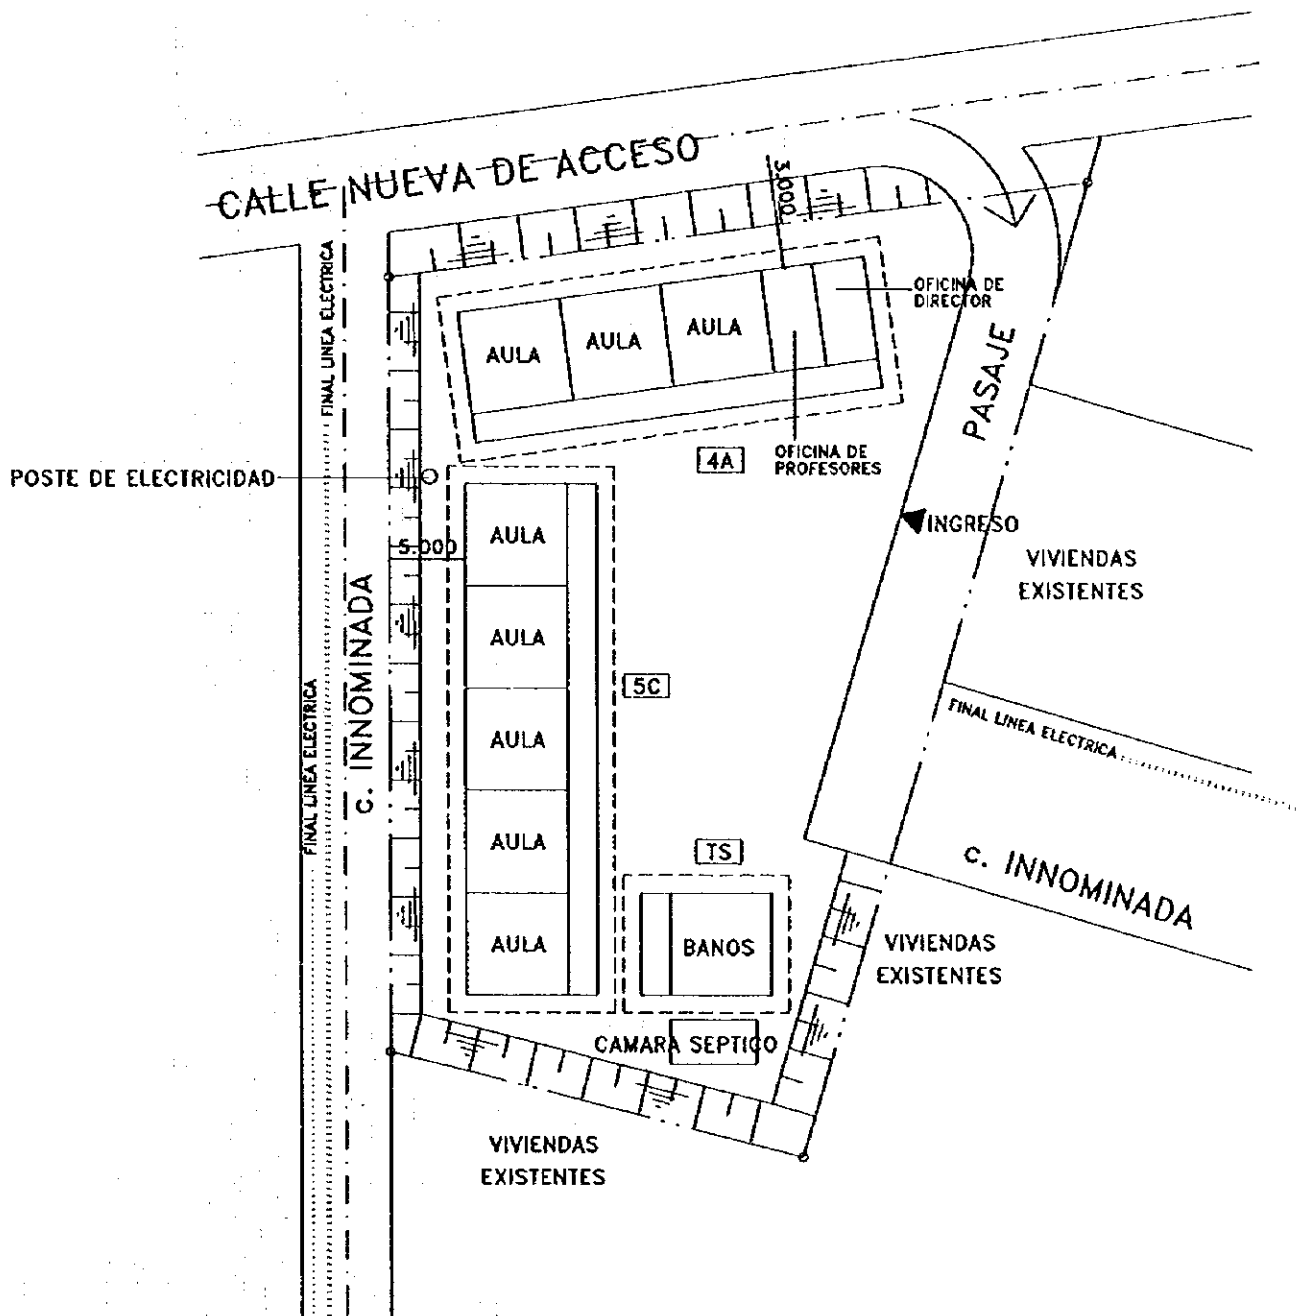 CALLE NUEVA DE ACCESO
3.000
FINAL LINEA ELECTRICA
OFICINA DE
DIRECTOR
AULA
AULA
AULA
PASAJE
4A
OFICINA DE
PROFESORES
POSTE DE ELECTRICIDAD
INGRESO
AULA
5.000
VIVIENDAS
EXISTENTES
c. INNOMINADA
AULA
5C
FINAL LINEA ELECTRICA
FINAL LINEA ELECTRICA
AULA
AULA
TS
c. INNOMINADA
AULA
BANOS
VIVIENDAS
EXISTENTES
CAMARA SEPTICO
VIVIENDAS
EXISTENTES